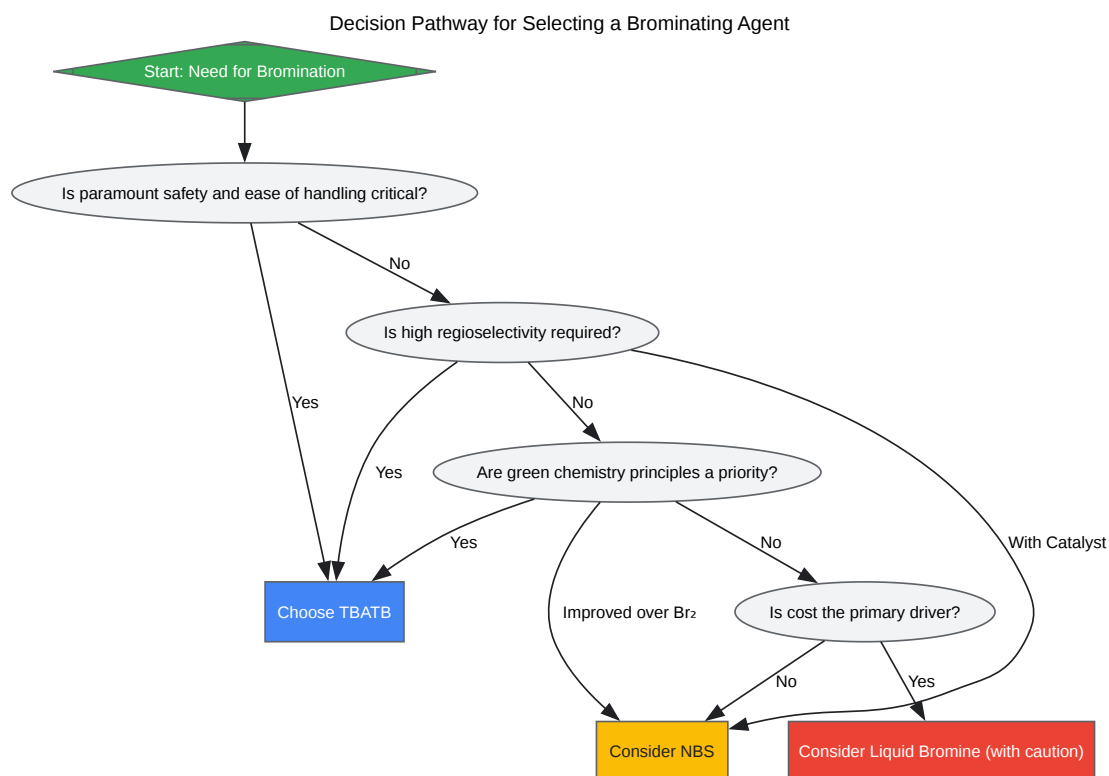 Decision Pathway for Selecting a Brominating Agent
Start: Need for Bromination
Is paramount safety and ease of handling critical?
No
Is high regioselectivity required?
Yes
No
Yes
Are green chemistry principles a priority?
Yes
No
With Catalyst
Choose TBATB
Improved over Br₂
Is cost the primary driver?
No
Yes
Consider NBS
Consider Liquid Bromine (with caution)